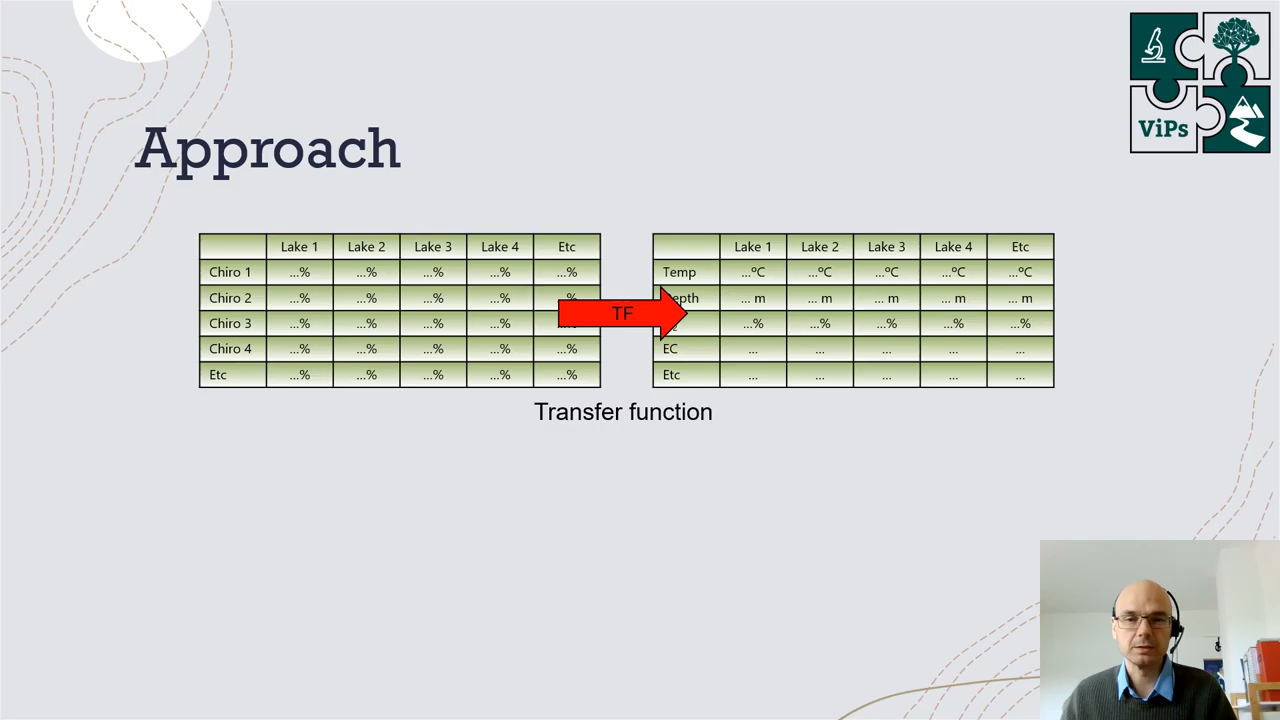 ViPs
Approach
Lake 1 Lake 2 Lake 3 Lake 4 Etc
Chiro 1 ...% ...% ...% ...% ...%
Chiro 2 ...% ...% ...% ...% %
Chiro 3 ...% ...% ...% ...%
Chiro 4 ...% ...% ...% ...% ...%
Etc ...% ...% ...% ...% ...%
TF
Lake 1 Lake 2 Lake 3 Lake 4 Etc
Temp ...ºC ...ºC ...ºC ...ºC ...ºC
epth ... m ... m ... m ... m ... m
...% ...% ...% ...% ...%
EC ... ... ... ... ...
Etc ... ... ... ... ...
Transfer function